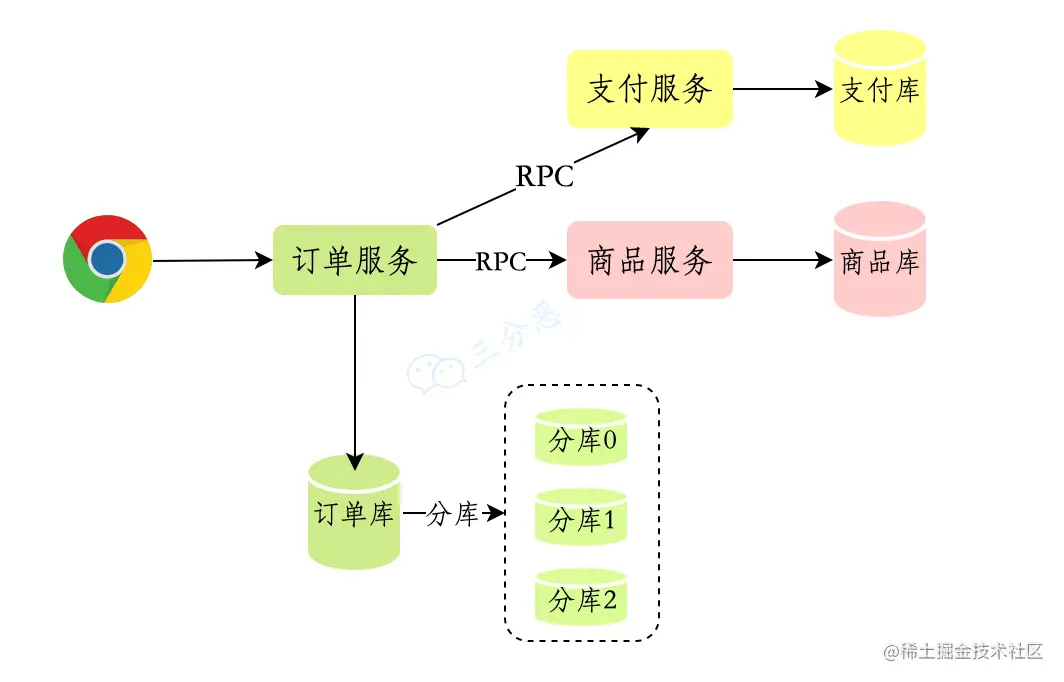 支付服务
支付库
RPC
订单服务
RPC
商品服务
商品库
三分恶
订单库
分库
分库0
分库1
分库2
@稀土掘金技术社区